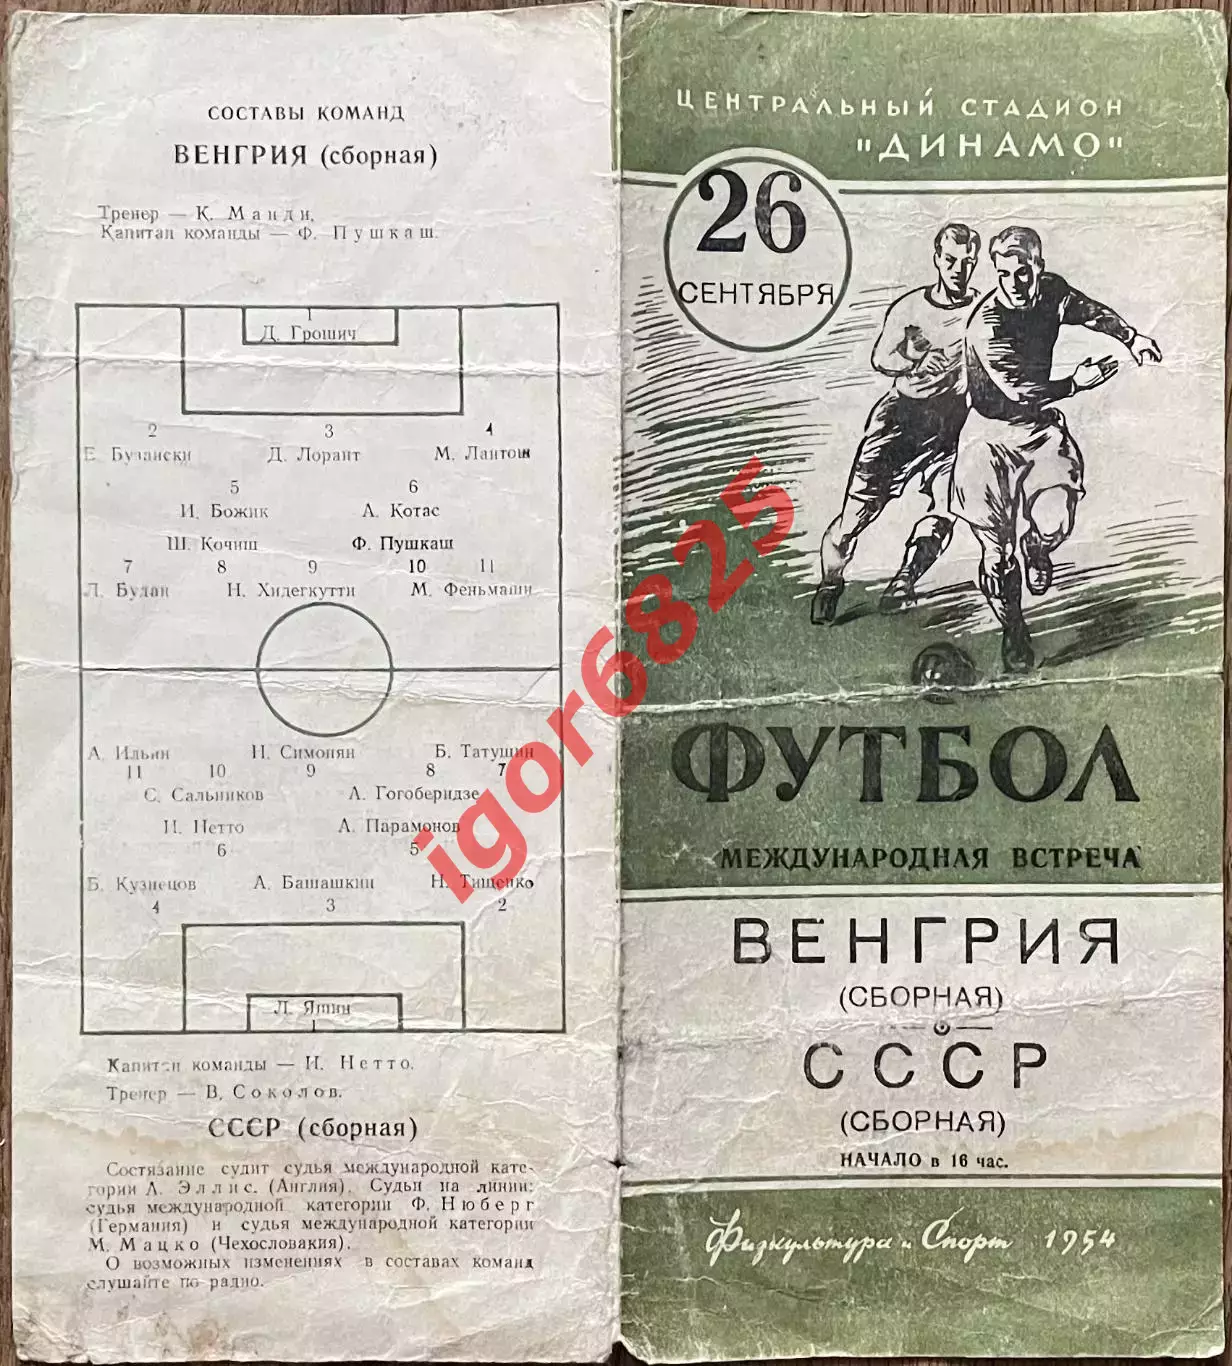 СОСТАВЫ КОМАНД
ВЕНГРИЯ (сборная)
Тренер — К. Манди.
Капитан команды — Ф. Пушкаш.
1
Д. Грошич
2 3 4
Е. Бузански Д. Лорант М. Лантош
5 6
И. Божик А. Котас
Ш. Кочиш Ф. Пушкаш
7 8 9 10 11
Л. Будаи Н. Хидегкутти М. Феньмаши
А. Ильин Н. Симонян Б. Татушин
11 10 9 8 7
С. Сальников А. Гогоберидзе
И. Нетто А. Парамонов
6 5
Б. Кузнецов А. Башашкин Н. Тищенко
4 3 2
Л. Яшин
1
Капитан команды — И. Нетто.
Тренер — В. Соколов.
СССР (сборная)
Состязание судит судья международной кате-
гории Л. Эллис. (Англия). Судьи на линии:
судья международной категории Ф. Нюберг
(Германия) и судья международной категории
М. Мацко (Чехословакия).
О возможных изменениях в составах команд
слушайте по радио.
ЦЕНТРАЛЬНЫЙ СТАДИОН
"ДИНАМО"
26
СЕНТЯБРЯ
ФУТБОЛ
МЕЖДУНАРОДНАЯ ВСТРЕЧА
ВЕНГРИЯ
(СБОРНАЯ)
СССР
(СБОРНАЯ)
НАЧАЛО в 16 час.
Физкультура и Спорт 1954
igor6825